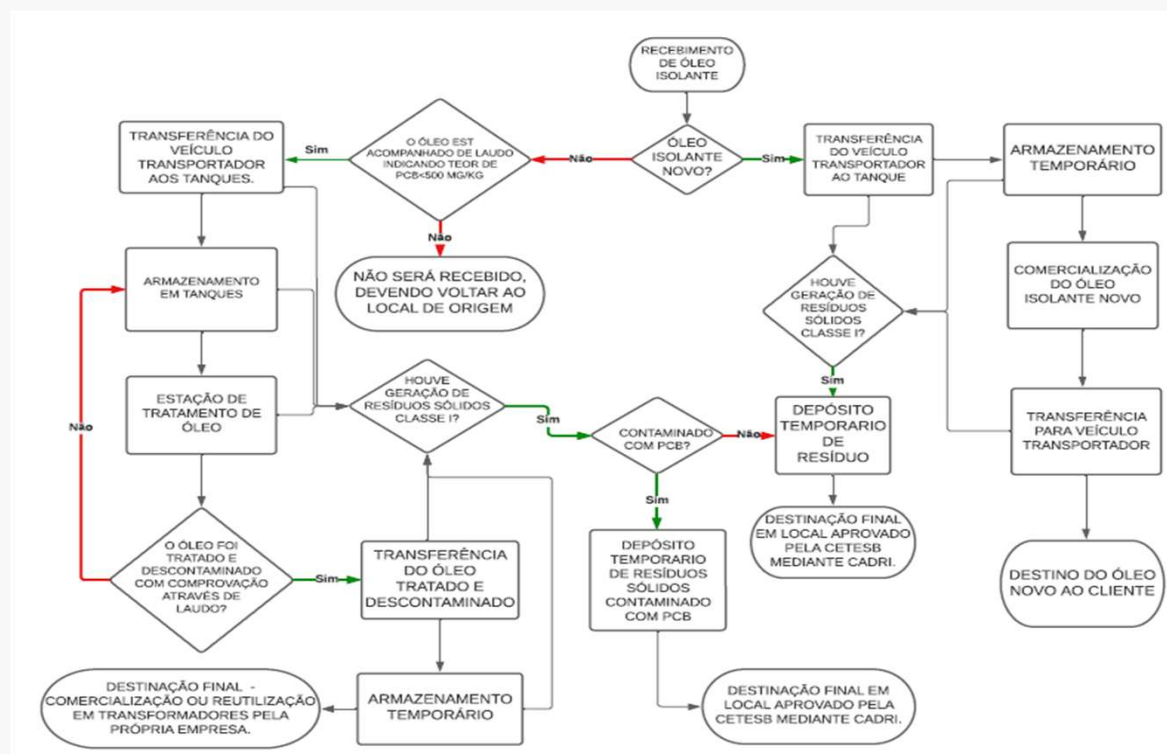 RECEBIMENTO
DE ÓLEO
ISOLANTE
ÓLEO
ISOLANTE
NOVO?
Não
Sim
O ÓLEO EST
ACOMPANHADO DE LAUDO
INDICANDO TEOR DE
PCB<500 MG/KG
Sim
Não
TRANSFERÊNCIA DO
VEÍCULO
TRANSPORTADOR
AOS TANQUES.
NÃO SERÁ RECEBIDO,
DEVENDO VOLTAR AO
LOCAL DE ORIGEM
ARMAZENAMENTO
EM TANQUES
ESTAÇÃO DE
TRATAMENTO DE
ÓLEO
Não
O ÓLEO FOI
TRATADO E
DESCONTAMINADO
COM COMPROVAÇÃO
ATRAVÉS DE
LAUDO?
Sim
TRANSFERÊNCIA
DO ÓLEO
TRATADO E
DESCONTAMINADO
ARMAZENAMENTO
TEMPORÁRIO
DESTINAÇÃO FINAL -
COMERCIALIZAÇÃO OU REUTILIZAÇÃO
EM TRANSFORMADORES PELA
PRÓPRIA EMPRESA.
HOUVE
GERAÇÃO DE
RESÍDUOS SÓLIDOS
CLASSE I?
Sim
CONTAMINADO
COM PCB?
Não
Sim
DEPÓSITO
TEMPORARIO
DE RESÍDUOS
SÓLIDOS
CONTAMINADO
COM PCB
DESTINAÇÃO FINAL EM
LOCAL APROVADO PELA
CETESB MEDIANTE CADRI.
TRANSFERÊNCIA
DO VEÍCULO
TRANSPORTADOR
AO TANQUE
HOUVE
GERAÇÃO DE
RESÍDUOS
SÓLIDOS
CLASSE I?
Sim
DEPÓSITO
TEMPORARIO
DE
RESÍDUO
DESTINAÇÃO FINAL
EM LOCAL APROVADO
PELA CETESB
MEDIANTE CADRI.
ARMAZENAMENTO
TEMPORÁRIO
COMERCIALIZAÇÃO
DO ÓLEO
ISOLANTE NOVO
TRANSFERÊNCIA
PARA VEÍCULO
TRANSPORTADOR
DESTINO DO ÓLEO
NOVO AO CLIENTE